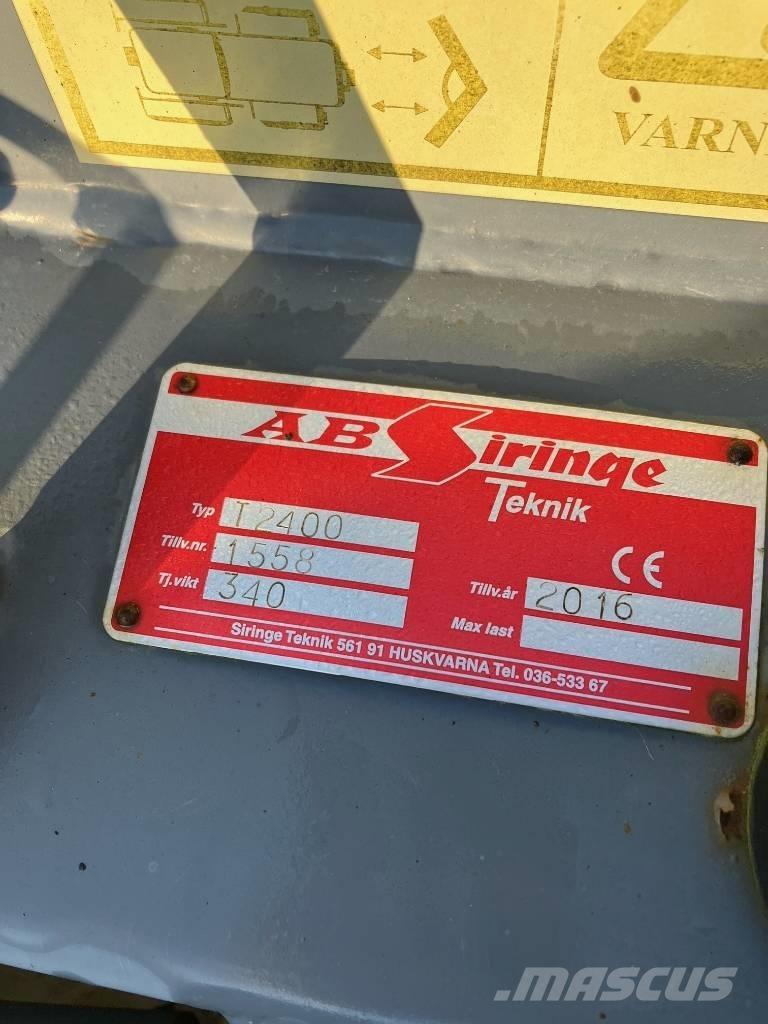 VARN
AB Siringe
Teknik
Typ T2400
Tillv.nr. 1558
Tj.vikt 340
CE
Tillv.år 2016
Max last
Siringe Teknik 561 91 HUSKVARNA Tel. 036-533 67
MASCUS